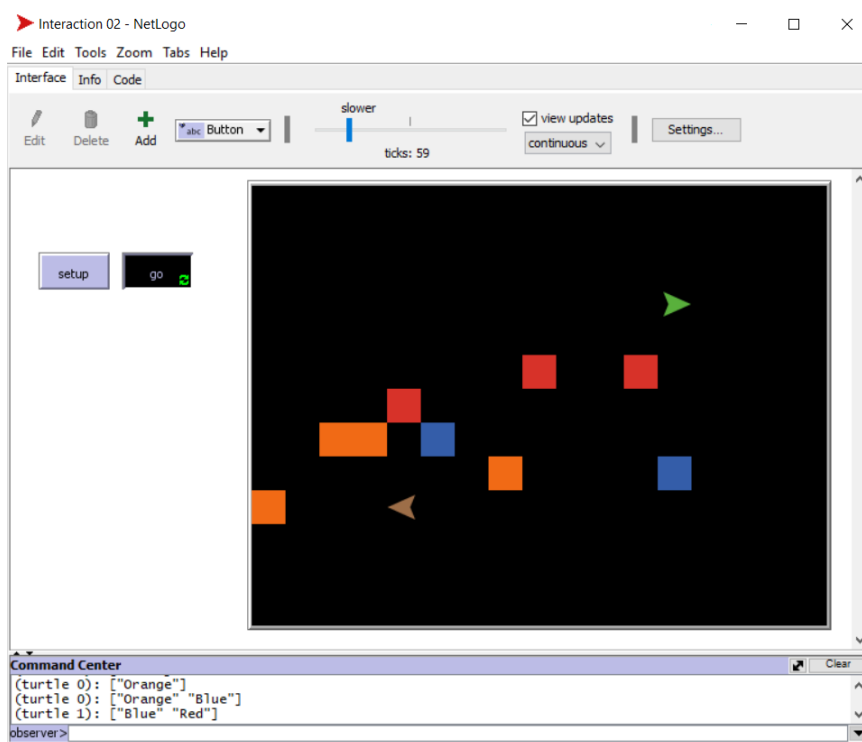 Interaction 02 - NetLogo
File Edit Tools Zoom Tabs Help
Interface Info Code
Edit Delete Add abc Button slower ticks: 59 view updates continuous Settings...
setup go
Command Center Clear
(turtle 0): ["Orange"]
(turtle 0): ["Orange" "Blue"]
(turtle 1): ["Blue" "Red"]
observer>